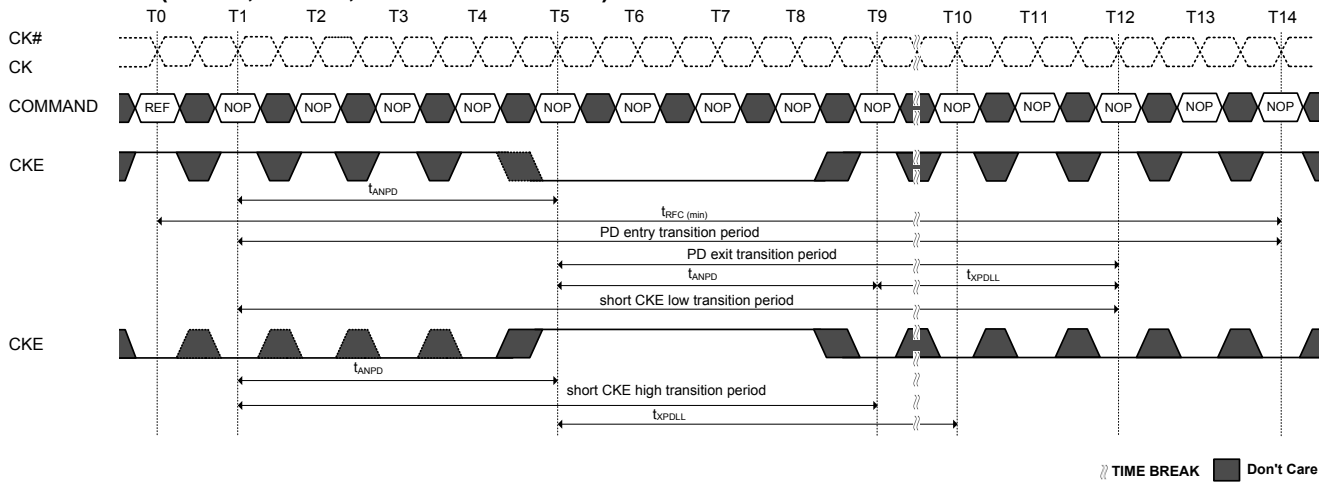 T0 T1 T2 T3 T4 T5 T6 T7 T8 T9 T10 T11 T12 T13 T14
CK#
CK
COMMAND REF NOP NOP NOP NOP NOP NOP NOP NOP NOP NOP NOP NOP NOP NOP
CKE
tANPD
tRFC (min)
PD entry transition period
PD exit transition period
tANPD tXPDLL
short CKE low transition period
CKE
tANPD
short CKE high transition period
tXPDLL
TIME BREAK Don't Care